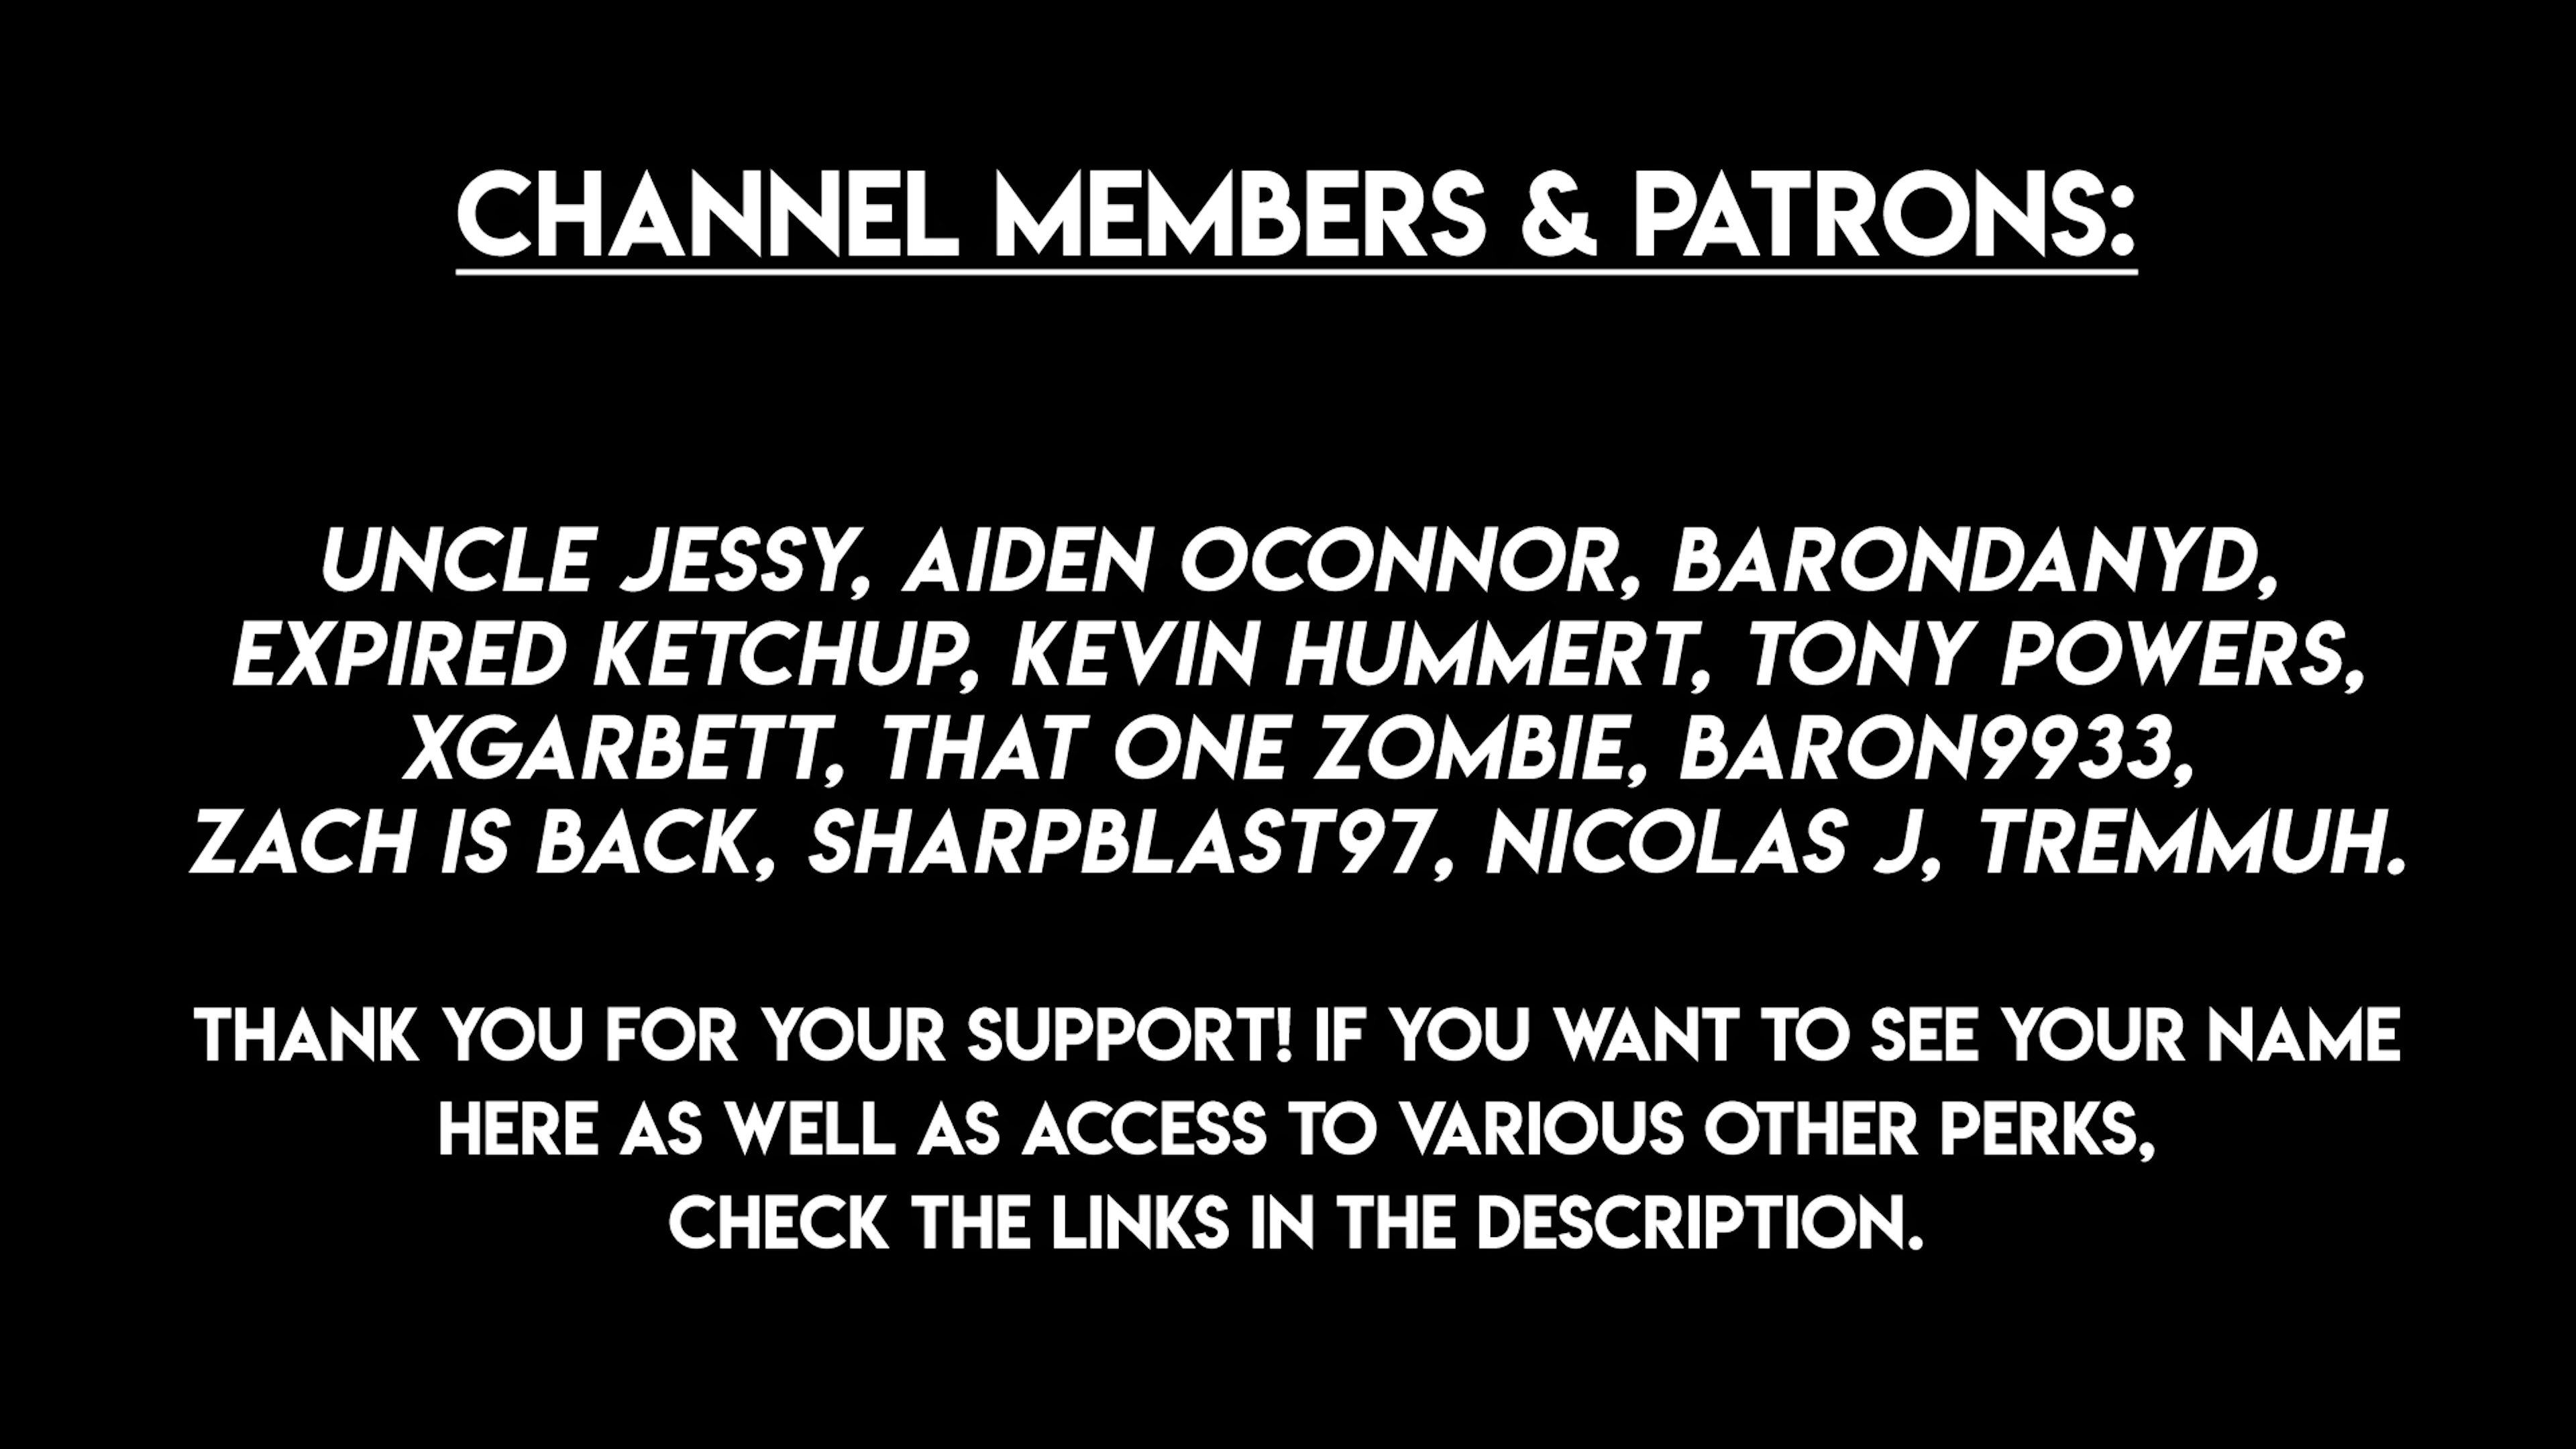 CHANNEL MEMBERS & PATRONS:
UNCLE JESSY, AIDEN OCONNOR, BARONDANYD,
EXPIRED KETCHUP, KEVIN HUMMERT, TONY POWERS,
XGARBETT, THAT ONE ZOMBIE, BARON9933,
ZACH IS BACK, SHARPBLAST97, NICOLAS J, TREMMUH.
THANK YOU FOR YOUR SUPPORT! IF YOU WANT TO SEE YOUR NAME
HERE AS WELL AS ACCESS TO VARIOUS OTHER PERKS,
CHECK THE LINKS IN THE DESCRIPTION.